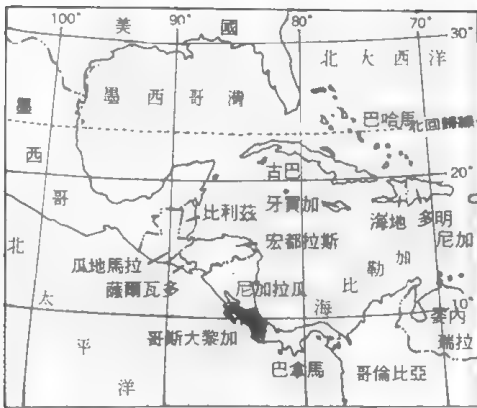 100°
美
國
90°
80°
70°
30°
北大西洋
墨西哥灣
墨西哥
巴哈馬
北回歸線
古巴
20°
比利茲
牙買加
海地
多明尼加
宏都拉斯
瓜地馬拉
北太平洋
薩爾瓦多
尼加拉瓜
加勒比海
10°
哥斯大黎加
委內瑞拉
巴拿馬
哥倫比亞